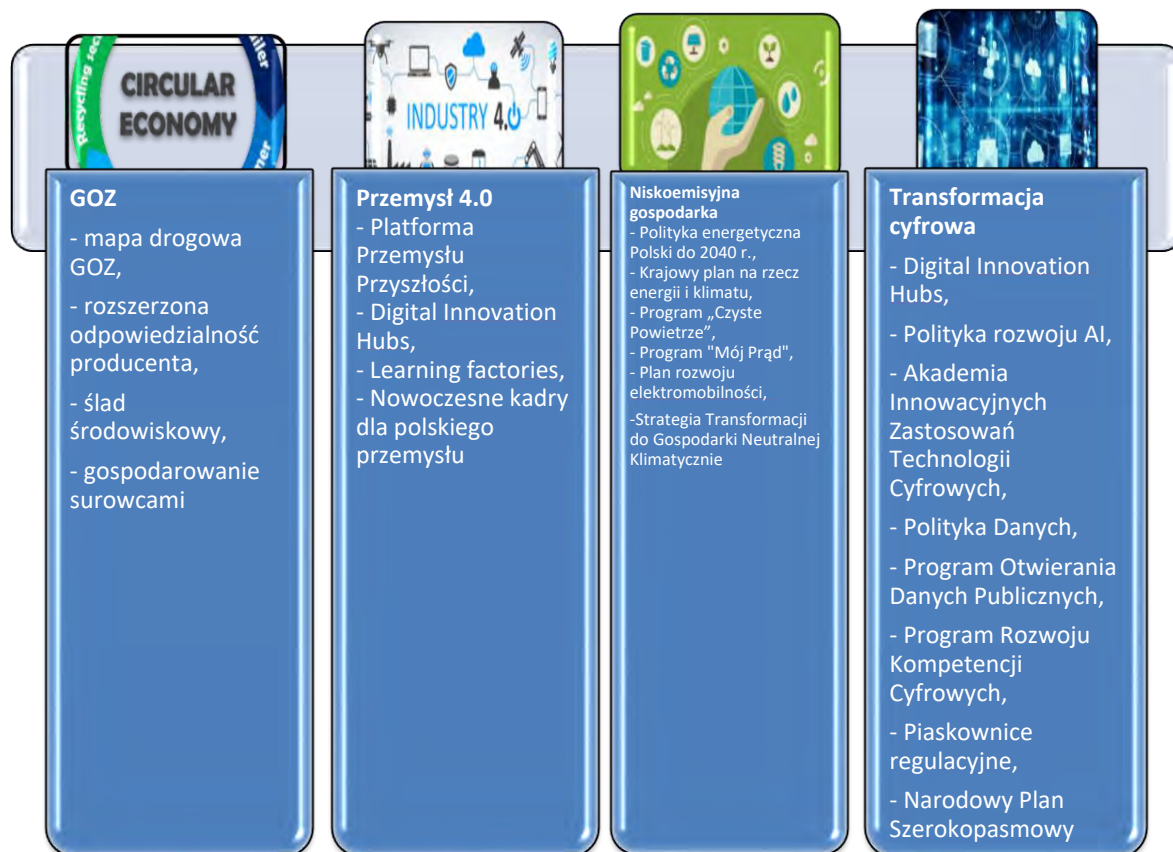 Recycling sec
CIRCULAR
ECONOMY
INDUSTRY 4.0
GOZ
- mapa drogowa
GOZ,
- rozszerzona
odpowiedzialność
producenta,
- ślad
środowiskowy,
- gospodarowanie
surowcami
Przemysł 4.0
- Platforma
Przemysłu
Przyszłości,
- Digital Innovation
Hubs,
- Learning factories,
- Nowoczesne kadry
dla polskiego
przemysłu
Niskoemisyjna
gospodarka
- Polityka energetyczna
Polski do 2040 r.,
- Krajowy plan na rzecz
energii i klimatu,
- Program „Czyste
Powietrze”,
- Program "Mój Prąd",
- Plan rozwoju
elektromobilności,
-Strategia Transformacji
do Gospodarki Neutralnej
Klimatycznie
Transformacja
cyfrowa
- Digital Innovation
Hubs,
- Polityka rozwoju AI,
- Akademia
Innowacyjnych
Zastosowań
Technologii
Cyfrowych,
- Polityka Danych,
- Program Otwierania
Danych Publicznych,
- Program Rozwoju
Kompetencji
Cyfrowych,
- Piaskownice
regulacyjne,
- Narodowy Plan
Szerokopasmowy